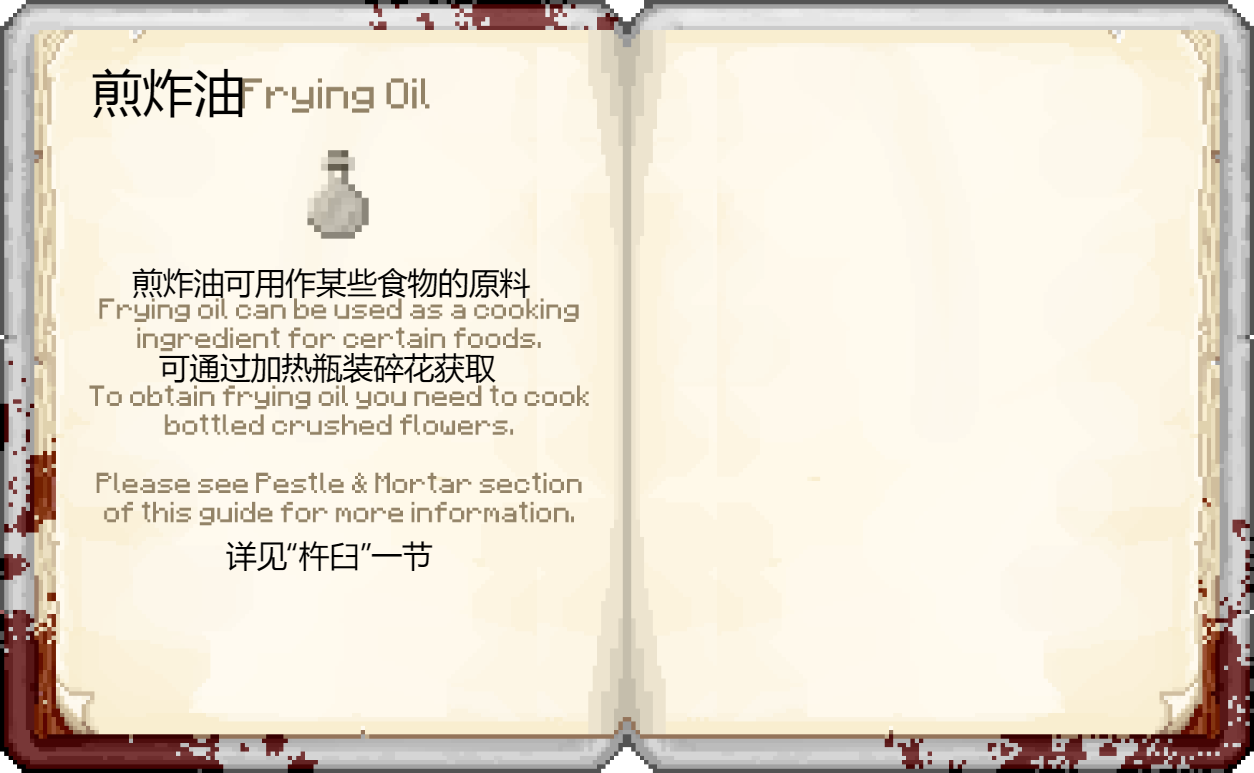 煎炸油Frying Oil
煎炸油可用作某些食物的原料
Frying oil can be used as a cooking
ingredient for certain foods.
可通过加热瓶装碎花获取
To obtain frying oil you need to cook
bottled crushed flowers.
Please see Pestle & Mortar section
of this guide for more information.
详见“杵臼”一节